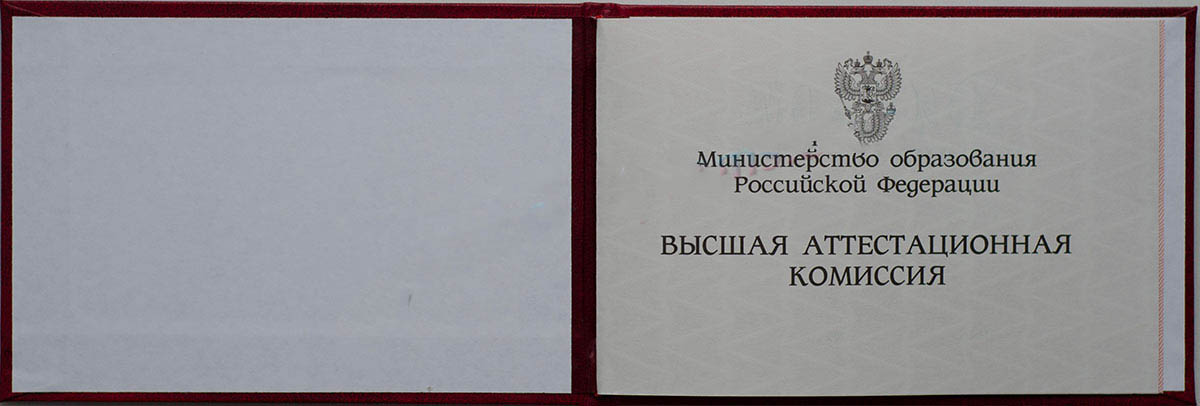 Министерство образования
Российской Федерации
ВЫСШАЯ АТТЕСТАЦИОННАЯ
КОМИССИЯ